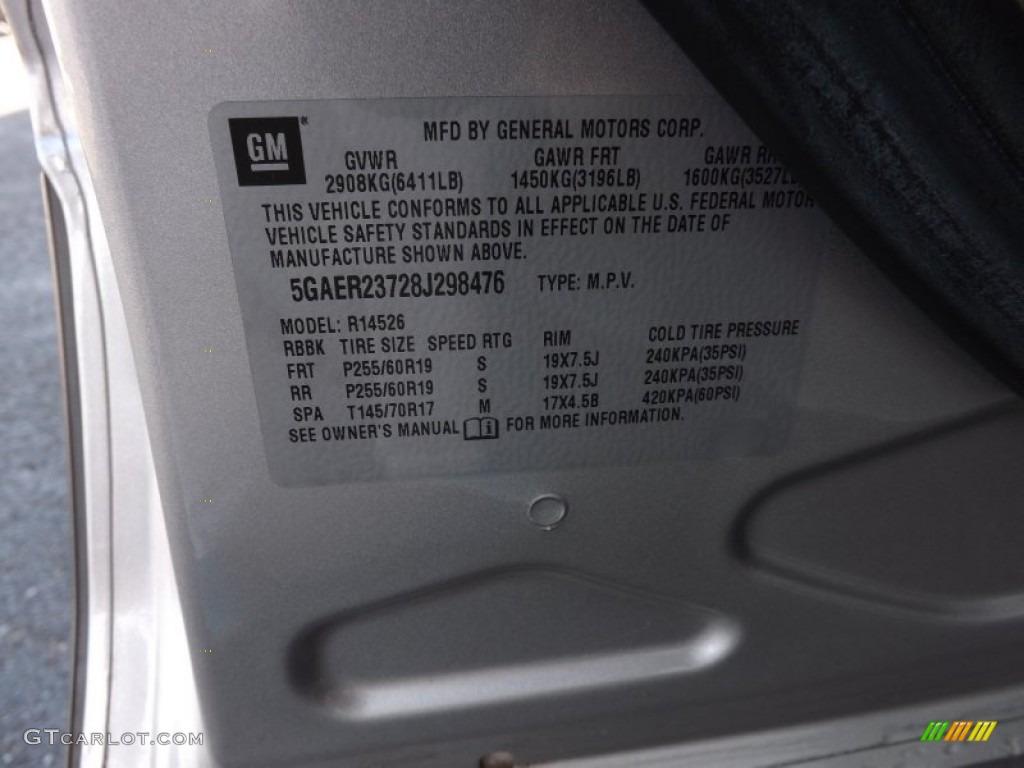 GM® MFD BY GENERAL MOTORS CORP.
GVWR GAWR FRT GAWR RR
2908KG(6411LB) 1450KG(3196LB) 1600KG(3527LB
THIS VEHICLE CONFORMS TO ALL APPLICABLE U.S. FEDERAL MOTOR
VEHICLE SAFETY STANDARDS IN EFFECT ON THE DATE OF
MANUFACTURE SHOWN ABOVE.
5GAER23728J298476 TYPE: M.P.V.
MODEL: R14526
RBBK TIRE SIZE SPEED RTG RIM COLD TIRE PRESSURE
FRT P255/60R19 S 19X7.5J 240KPA(35PSI)
RR P255/60R19 S 19X7.5J 240KPA(35PSI)
SPA T145/70R17 M 17X4.5B 420KPA(60PSI)
SEE OWNER'S MANUAL FOR MORE INFORMATION.
GTCarLot.com